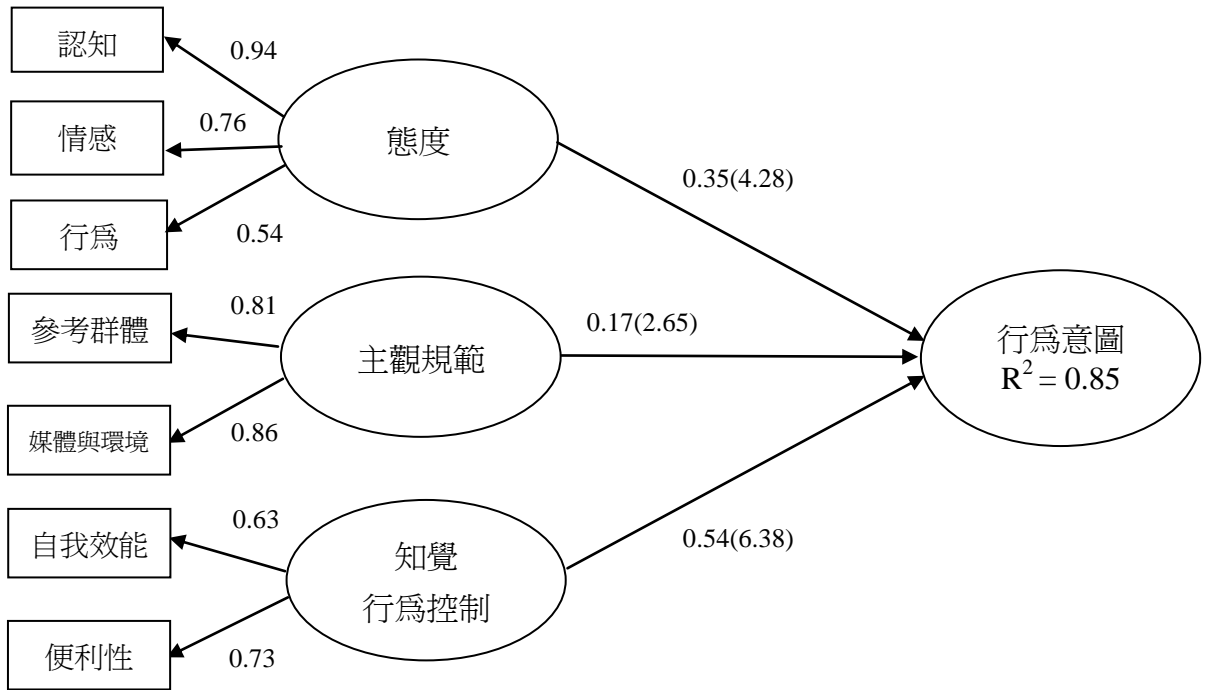 認知
0.94
情感
0.76
態度
行爲
0.54
0.35(4.28)
參考群體
0.81
主觀規範
0.17(2.65)
媒體與環境
0.86
行爲意圖
R² = 0.85
自我效能
0.63
知覺
行爲控制
0.54(6.38)
便利性
0.73